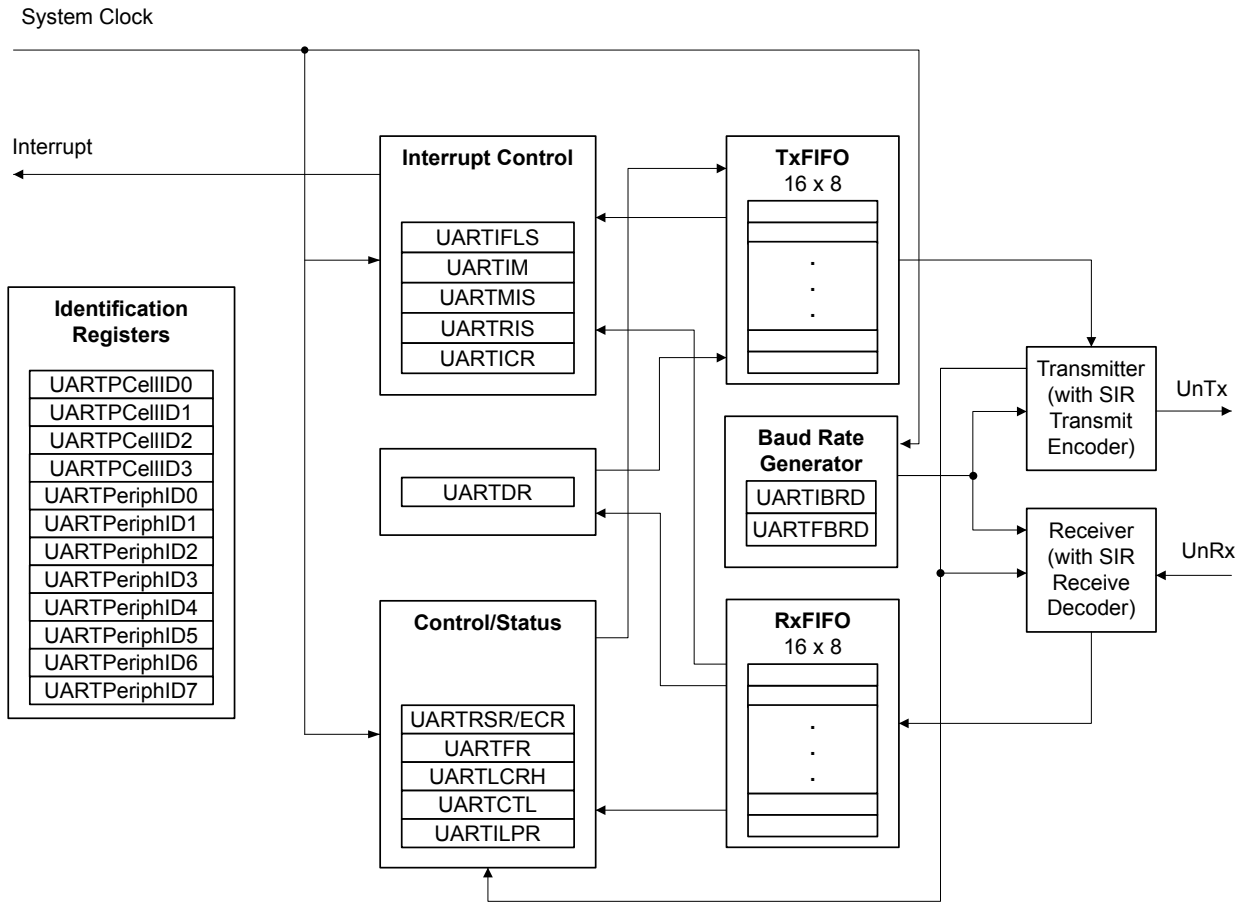 System Clock
Interrupt
Identification
Registers
UARTPCellID0
UARTPCellID1
UARTPCellID2
UARTPCellID3
UARTPeriphID0
UARTPeriphID1
UARTPeriphID2
UARTPeriphID3
UARTPeriphID4
UARTPeriphID5
UARTPeriphID6
UARTPeriphID7
Interrupt Control
UARTIFLS
UARTIM
UARTMIS
UARTRIS
UARTICR
UARTDR
Control/Status
UARTRSR/ECR
UARTFR
UARTLCRH
UARTCTL
UARTILPR
TxFIFO
16 x 8
.
.
.
Baud Rate
Generator
UARTIBRD
UARTFBRD
RxFIFO
16 x 8
.
.
.
Transmitter
(with SIR
Transmit
Encoder)
UnTx
Receiver
(with SIR
Receive
Decoder)
UnRx